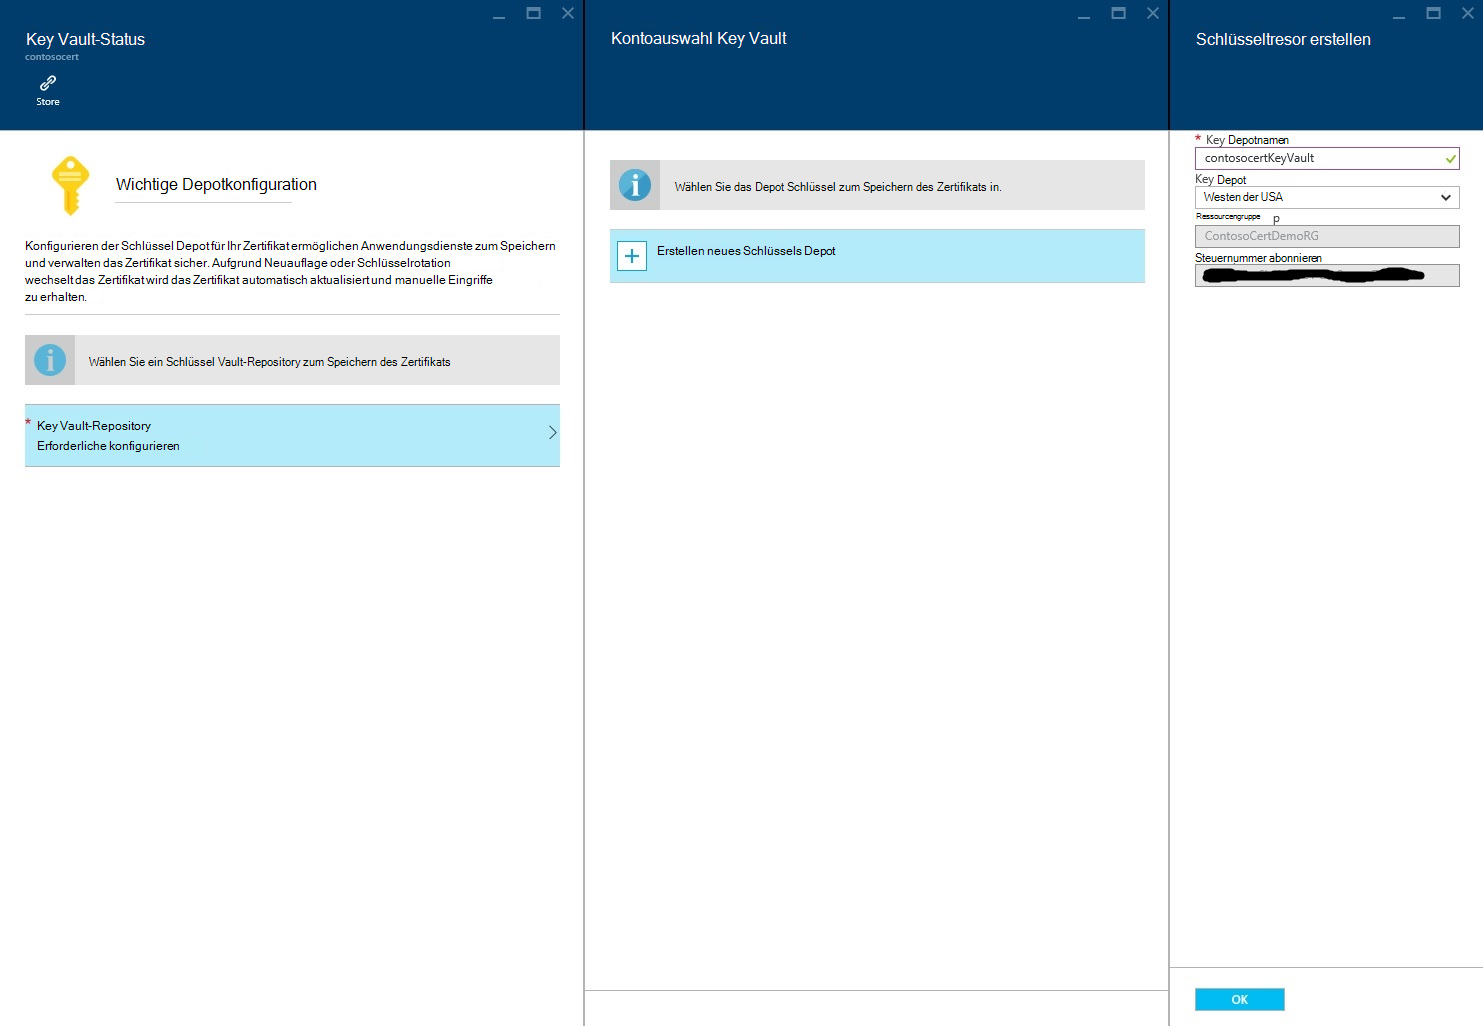 Key Vault-Status
contosocert
Store
Wichtige Depotkonfiguration
Konfigurieren der Schlüssel Depot für Ihr Zertifikat ermöglichen Anwendungsdienste zum Speichern
und verwalten das Zertifikat sicher. Aufgrund Neuauflage oder Schlüsselrotation
wechselt das Zertifikat wird das Zertifikat automatisch aktualisiert und manuelle Eingriffe
zu erhalten.
Wählen Sie ein Schlüssel Vault-Repository zum Speichern des Zertifikats
* Key Vault-Repository
Erforderliche konfigurieren
Kontoauswahl Key Vault
Wählen Sie das Depot Schlüssel zum Speichern des Zertifikats in.
Erstellen neues Schlüssels Depot
Schlüsseltresor erstellen
* Key Depotnamen
contosocertKeyVault
Key Depot
Westen der USA
Ressourcengruppe p
ContosoCertDemoRG
Steuernummer abonnieren
OK